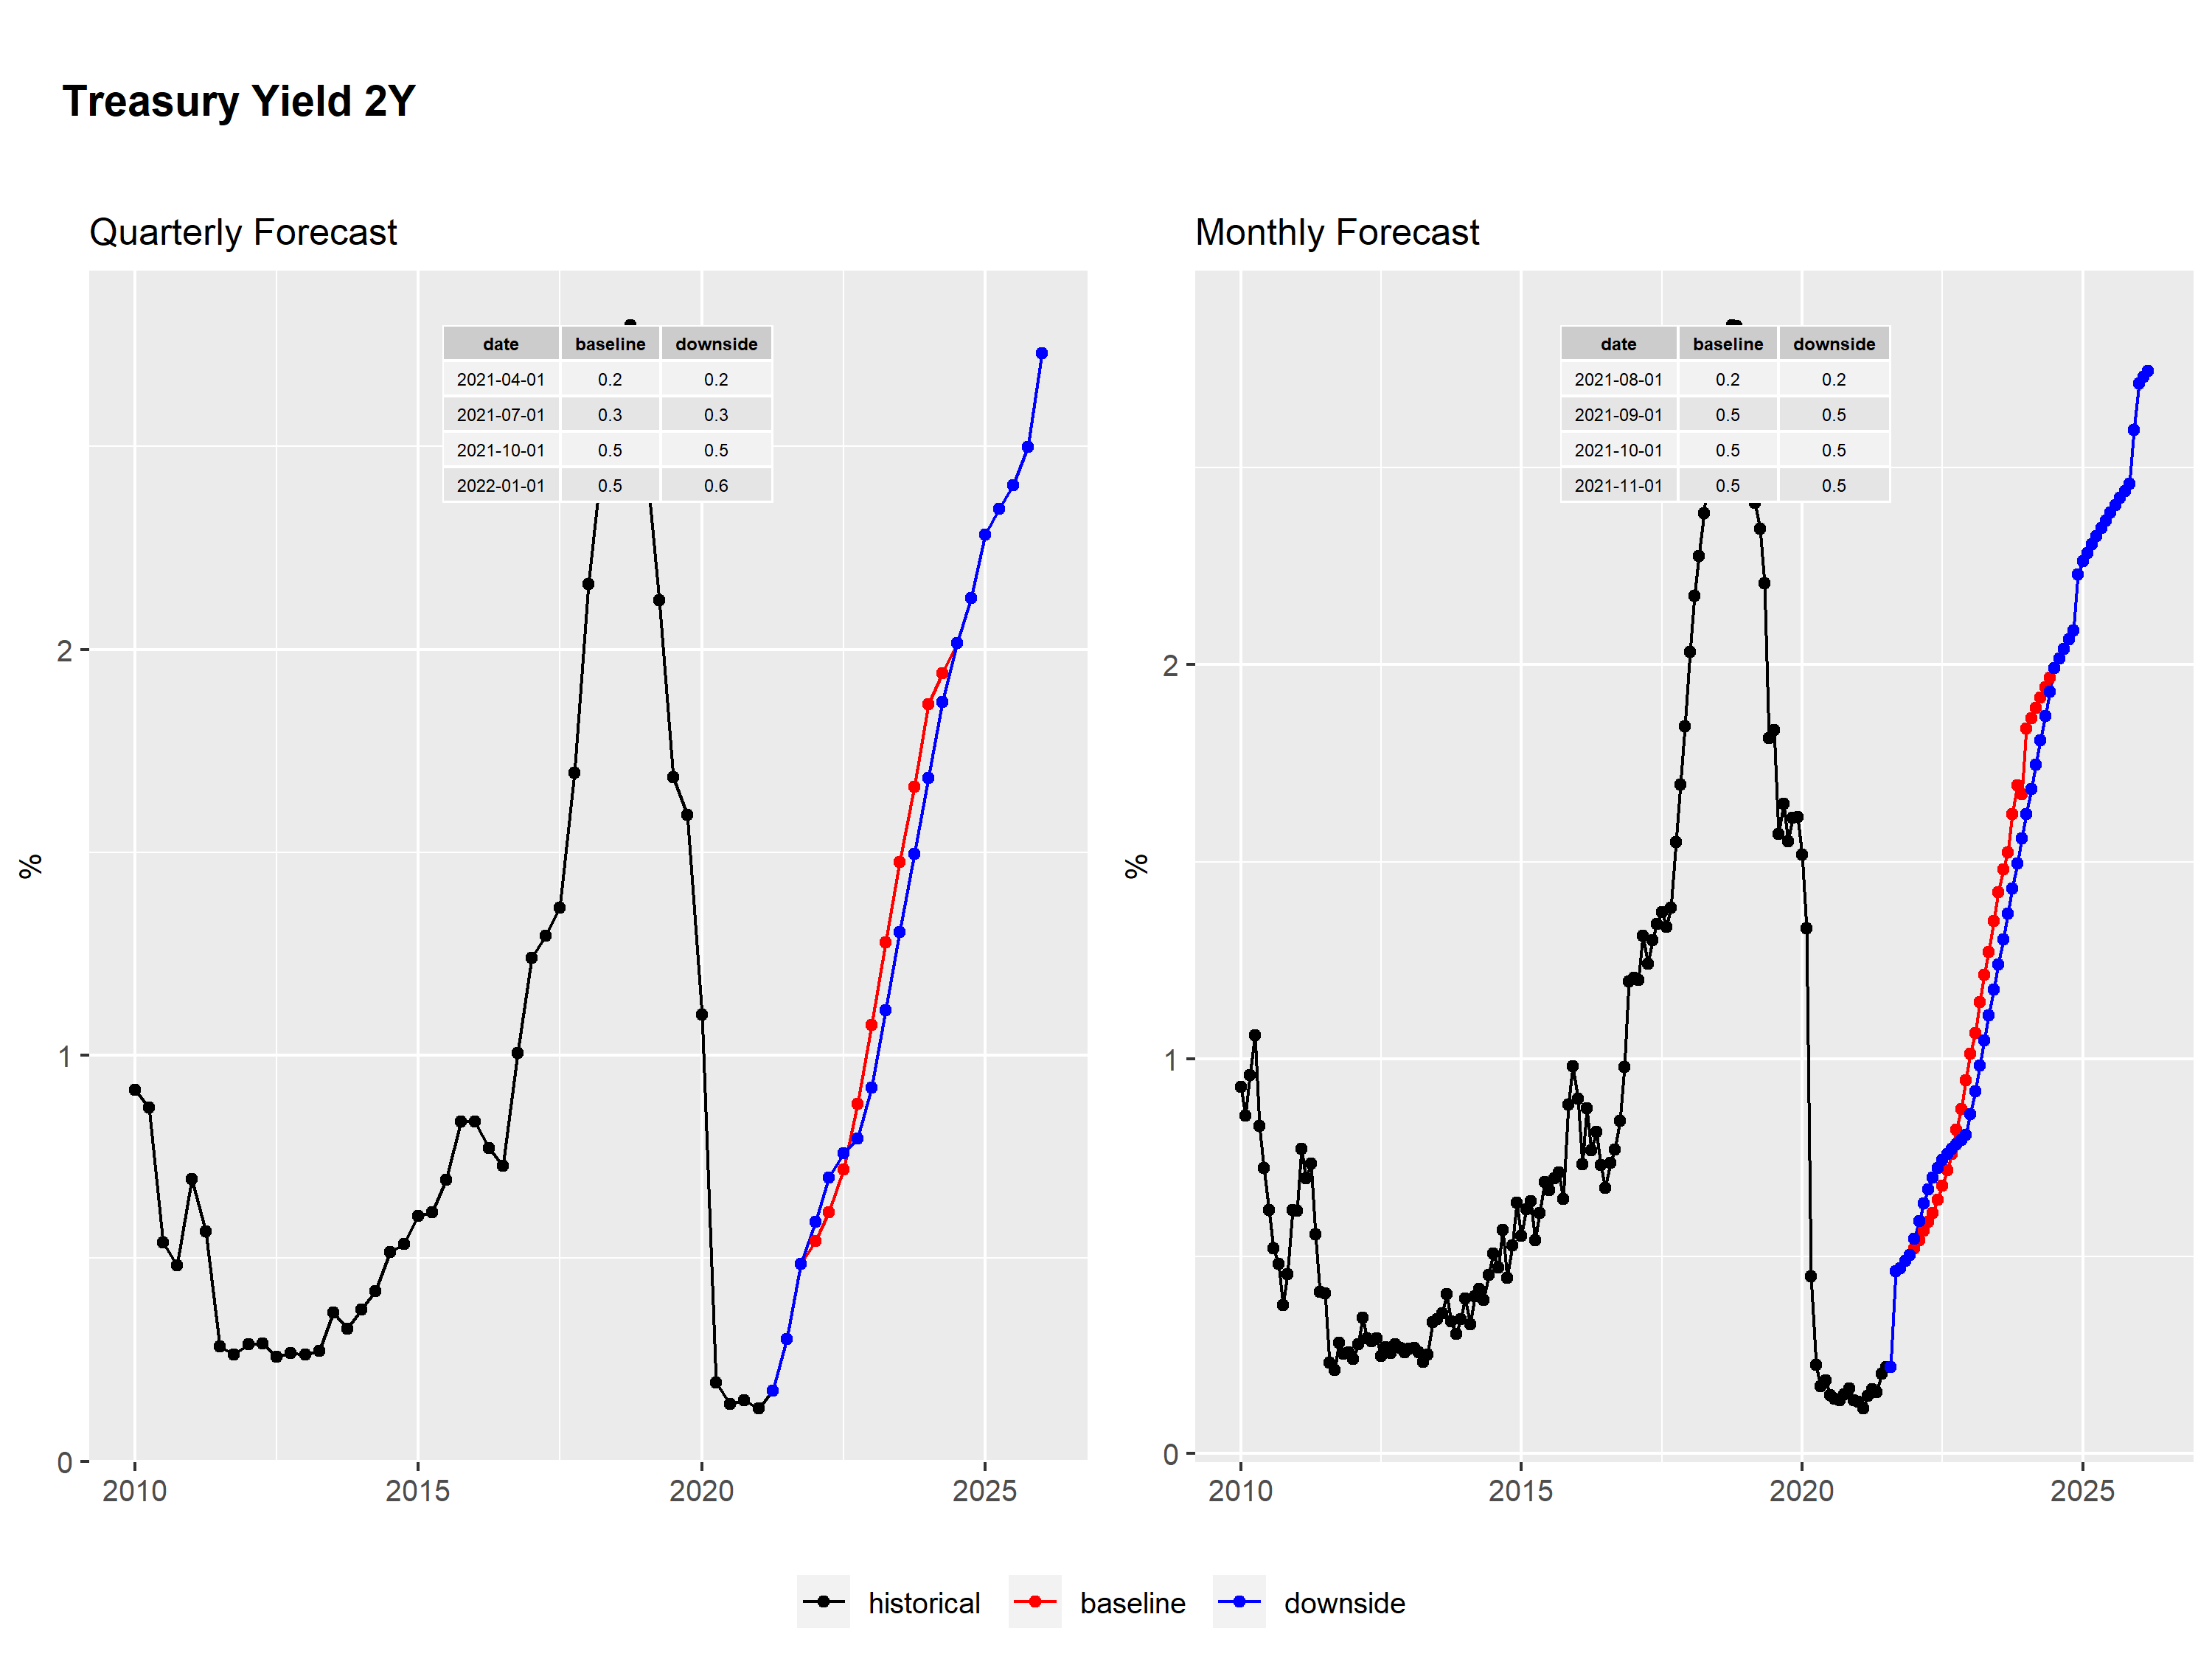 Treasury Yield 2Y
Quarterly Forecast
%
2
1
0
2010 2015 2020 2025
date baseline downside
2021-04-01 0.2 0.2
2021-07-01 0.3 0.3
2021-10-01 0.5 0.5
2022-01-01 0.5 0.6
Monthly Forecast
%
2
1
0
2010 2015 2020 2025
date baseline downside
2021-08-01 0.2 0.2
2021-09-01 0.5 0.5
2021-10-01 0.5 0.5
2021-11-01 0.5 0.5
historical baseline downside